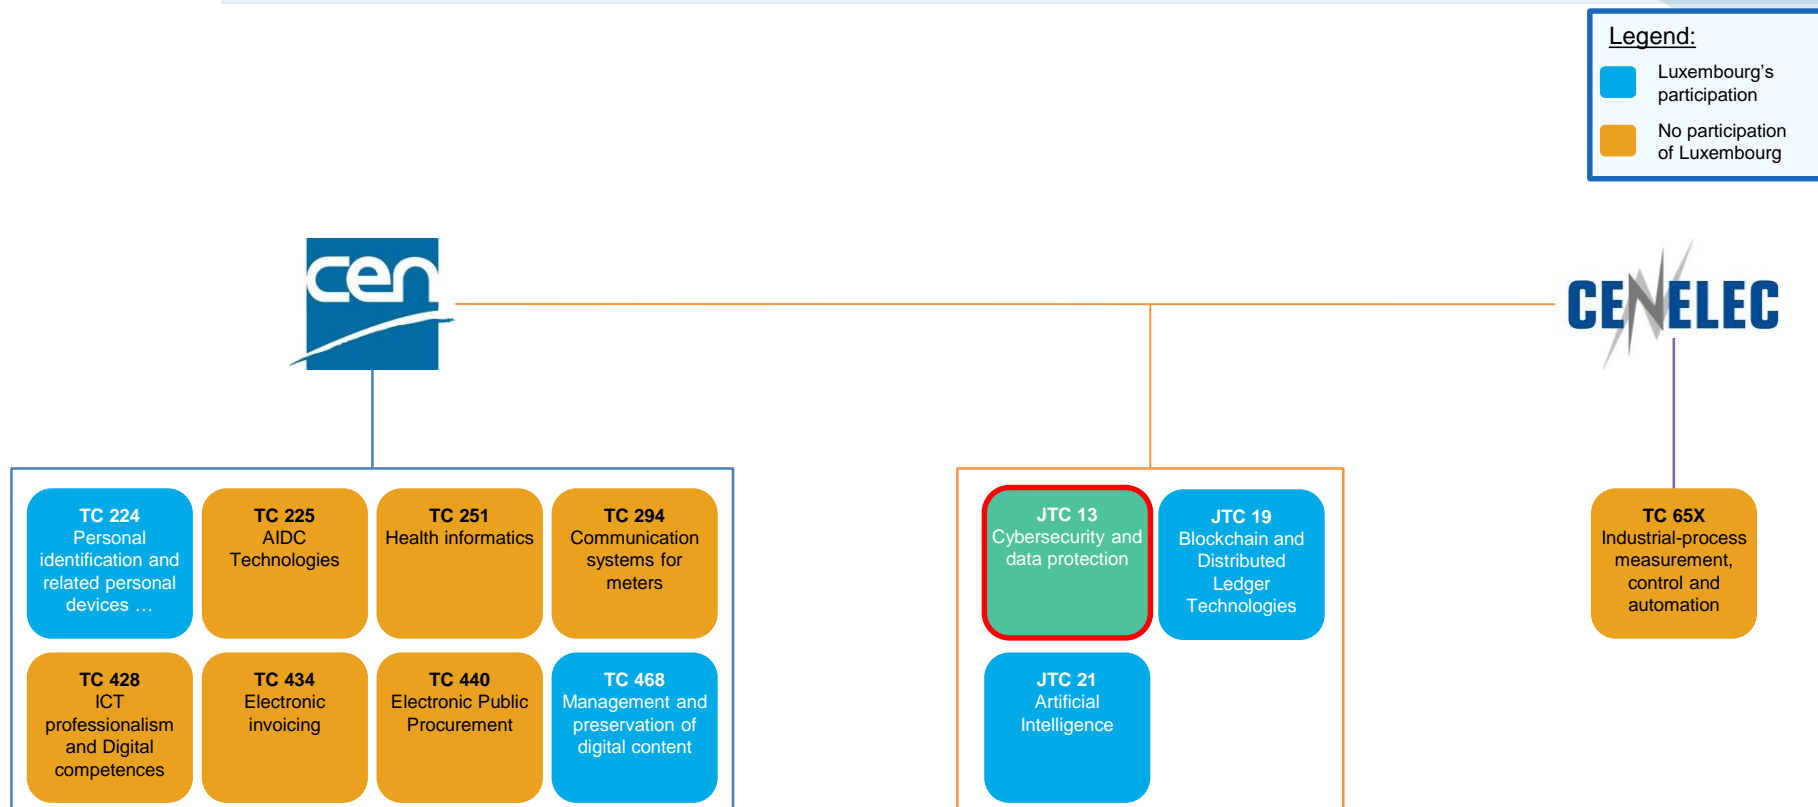 Legend:
Luxembourg's
participation
No participation
of Luxembourg
cen
CENELEC
TC 224
Personal
identification and
related personal
devices …
TC 225
AIDC
Technologies
TC 251
Health informatics
TC 294
Communication
systems for
meters
JTC 13
Cybersecurity and
data protection
JTC 19
Blockchain and
Distributed
Ledger
Technologies
TC 65X
Industrial-process
measurement,
control and
automation
TC 428
ICT
professionalism
and Digital
competences
TC 434
Electronic
invoicing
TC 440
Electronic Public
Procurement
TC 468
Management and
preservation of
digital content
JTC 21
Artificial
Intelligence